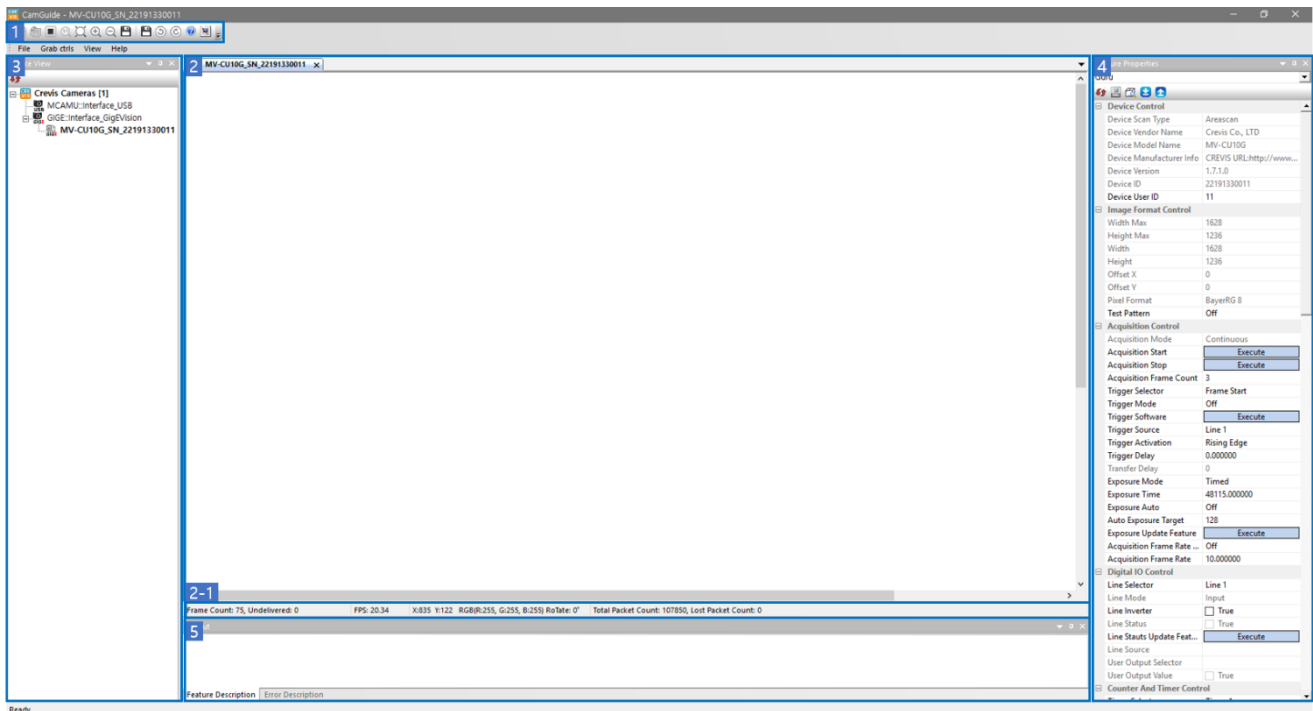 CamGuide - MV-CU10G_SN_22191330011
1
File Grab ctrls View Help
3
View
Crevis Cameras [1]
MCAMU::Interface_USB
GIGE::Interface_GigEVision
MV-CU10G_SN_22191330011
2
MV-CU10G_SN_22191330011
2-1
Frame Count: 75, Undelivered: 0 FPS: 20.34 X:835 Y:122 RGB(R:255, G:255, B:255) RoTate: 0° Total Packet Count: 107850, Lost Packet Count: 0
5
Feature Description Error Description
4
Properties
Guru
Device Control
Device Scan Type Areascan
Device Vendor Name Crevis Co., LTD
Device Model Name MV-CU10G
Device Manufacturer Info CREVIS URL:http://www...
Device Version 1.7.1.0
Device ID 22191330011
Device User ID 11
Image Format Control
Width Max 1628
Height Max 1236
Width 1628
Height 1236
Offset X 0
Offset Y 0
Pixel Format BayerRG 8
Test Pattern Off
Acquisition Control
Acquisition Mode Continuous
Acquisition Start Execute
Acquisition Stop Execute
Acquisition Frame Count 3
Trigger Selector Frame Start
Trigger Mode Off
Trigger Software Execute
Trigger Source Line 1
Trigger Activation Rising Edge
Trigger Delay 0.000000
Transfer Delay 0
Exposure Mode Timed
Exposure Time 48115.000000
Exposure Auto Off
Auto Exposure Target 128
Exposure Update Feature Execute
Acquisition Frame Rate ... Off
Acquisition Frame Rate 10.000000
Digital IO Control
Line Selector Line 1
Line Mode Input
Line Inverter True
Line Status True
Line Stauts Update Feat... Execute
Line Source
User Output Selector
User Output Value True
Counter And Timer Control
Ready